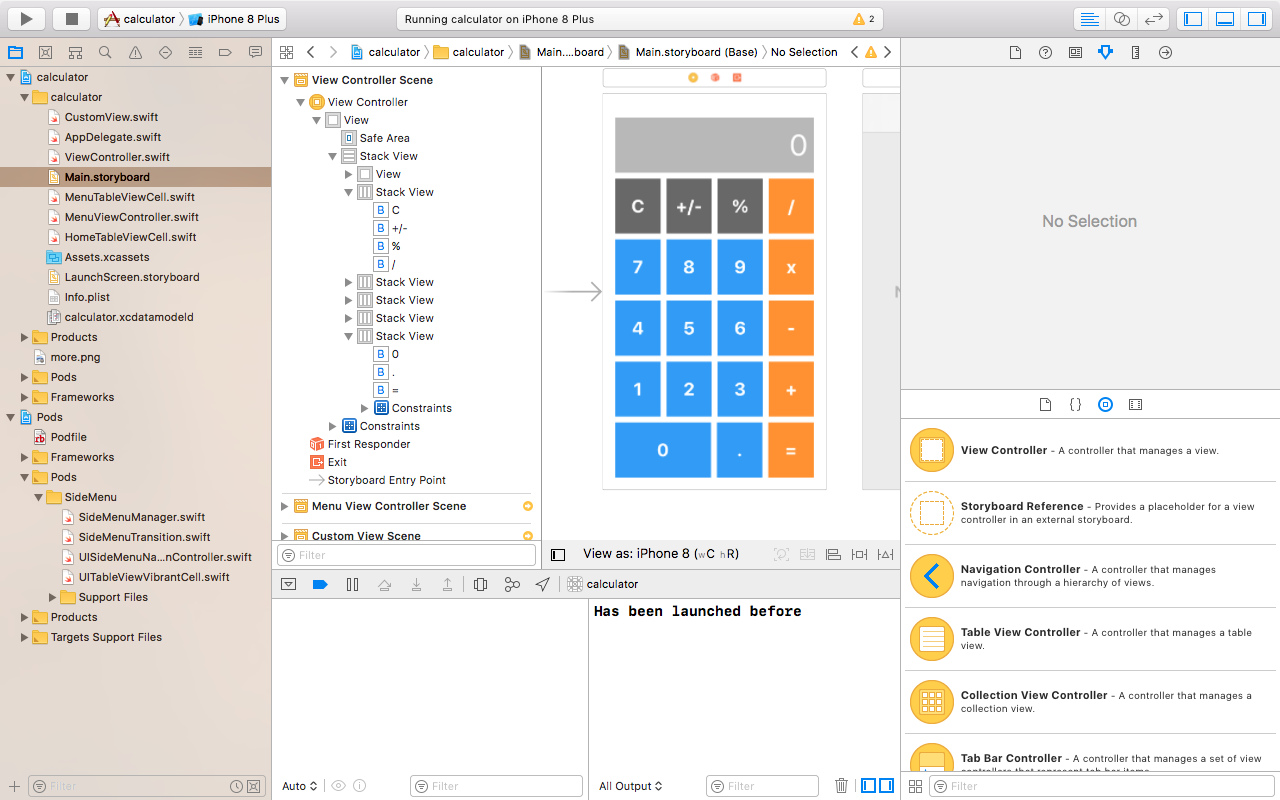 calculator
iPhone 8 Plus
Running calculator on iPhone 8 Plus
2
calculator
calculator
CustomView.swift
AppDelegate.swift
ViewController.swift
Main.storyboard
MenuTableViewCell.swift
MenuViewController.swift
HomeTableViewCell.swift
Assets.xcassets
LaunchScreen.storyboard
Info.plist
calculator.xcdatamodeld
Products
more.png
Pods
Frameworks
Pods
Podfile
Frameworks
Pods
SideMenu
SideMenuManager.swift
SideMenuTransition.swift
UISideMenuNa...nController.swift
UITableViewVibrantCell.swift
Support Files
Products
Targets Support Files
Filter
calculator
calculator
Main....board
Main.storyboard (Base)
No Selection
View Controller Scene
View Controller
View
Safe Area
Stack View
View
Stack View
B C
B +/-
B %
B /
Stack View
Stack View
Stack View
Stack View
B 0
B .
B =
Constraints
Constraints
First Responder
Exit
Storyboard Entry Point
Menu View Controller Scene
Custom View Scene
Filter
0
C +/- % /
7 8 9 x
4 5 6 -
1 2 3 +
0 . =
View as: iPhone 8 (wC hR)
calculator
Has been launched before
Auto
Filter
All Output
Filter
No Selection
{}
View Controller - A controller that manages a view.
Storyboard Reference - Provides a placeholder for a view
controller in an external storyboard.
Navigation Controller - A controller that manages
navigation through a hierarchy of views.
Table View Controller - A controller that manages a table
view.
Collection View Controller - A controller that manages a
collection view.
Tab Bar Controller - A controller that manages a set of view
controllers that represent tab bar items.
Filter